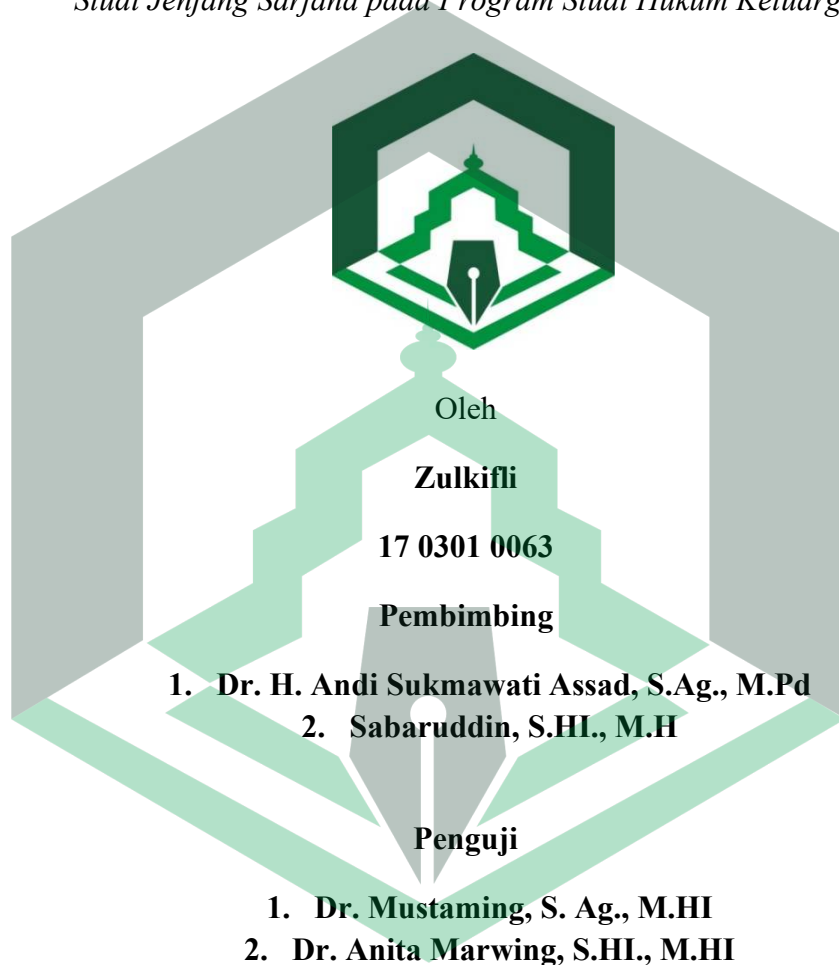 Studi Jenjang Sarjana pada Program Studi Hukum Keluarg
Oleh
Zulkifli
17 0301 0063
Pembimbing
1. Dr. H. Andi Sukmawati Assad, S.Ag., M.Pd
2. Sabaruddin, S.HI., M.H
Penguji
1. Dr. Mustaming, S. Ag., M.HI
2. Dr. Anita Marwing, S.HI., M.HI